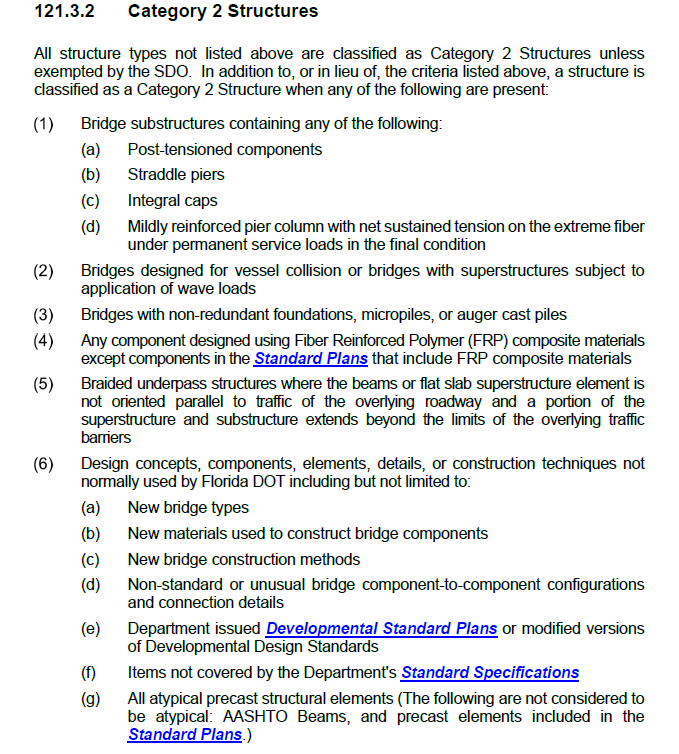 121.3.2 Category 2 Structures
All structure types not listed above are classified as Category 2 Structures unless
exempted by the SDO. In addition to, or in lieu of, the criteria listed above, a structure is
classified as a Category 2 Structure when any of the following are present:
(1) Bridge substructures containing any of the following:
(a) Post-tensioned components
(b) Straddle piers
(c) Integral caps
(d) Mildly reinforced pier column with net sustained tension on the extreme fiber
under permanent service loads in the final condition
(2) Bridges designed for vessel collision or bridges with superstructures subject to
application of wave loads
(3) Bridges with non-redundant foundations, micropiles, or auger cast piles
(4) Any component designed using Fiber Reinforced Polymer (FRP) composite materials
except components in the Standard Plans that include FRP composite materials
(5) Braided underpass structures where the beams or flat slab superstructure element is
not oriented parallel to traffic of the overlying roadway and a portion of the
superstructure and substructure extends beyond the limits of the overlying traffic
barriers
(6) Design concepts, components, elements, details, or construction techniques not
normally used by Florida DOT including but not limited to:
(a) New bridge types
(b) New materials used to construct bridge components
(c) New bridge construction methods
(d) Non-standard or unusual bridge component-to-component configurations
and connection details
(e) Department issued Developmental Standard Plans or modified versions
of Developmental Design Standards
(f) Items not covered by the Department's Standard Specifications
(g) All atypical precast structural elements (The following are not considered to
be atypical: AASHTO Beams, and precast elements included in the
Standard Plans.)